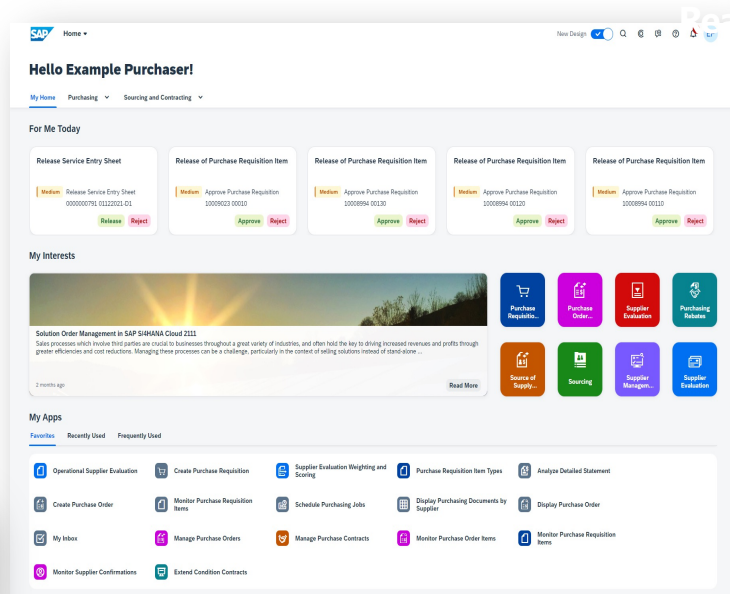 SAP Home New Design
Hello Example Purchaser!
My Home Purchasing Sourcing and Contracting
For Me Today
Release Service Entry Sheet
Medium Release Service Entry Sheet
0000000791 01122021-D1
Release Reject
Release of Purchase Requisition Item
Medium Approve Purchase Requisition
10009023 00010
Approve Reject
Release of Purchase Requisition Item
Medium Approve Purchase Requisition
10008994 00130
Approve Reject
Release of Purchase Requisition Item
Medium Approve Purchase Requisition
10008994 00120
Approve Reject
Release of Purchase Requisition Item
Medium Approve Purchase Requisition
10008994 00110
Approve Reject
My Interests
Solution Order Management in SAP S/4HANA Cloud 2111
Sales processes which involve third parties are crucial to businesses throughout a great variety of industries, and often hold the key to driving increased revenues and profits through
greater efficiencies and cost reductions. Managing these processes can be a challenge, particularly in the context of selling solutions instead of stand-alone ...
2 months ago Read More
Purchase
Requisitio...
Purchase
Order...
Supplier
Evaluation
Purchasing
Rebates
Source of
Supply...
Sourcing
Supplier
Managem...
Supplier
Evaluation
My Apps
Favorites Recently Used Frequently Used
Operational Supplier Evaluation
Create Purchase Requisition
Supplier Evaluation Weighting and
Scoring
Purchase Requisition Item Types
Analyze Detailed Statement
Create Purchase Order
Monitor Purchase Requisition
Items
Schedule Purchasing Jobs
Display Purchasing Documents by
Supplier
Display Purchase Order
My Inbox
Manage Purchase Orders
Manage Purchase Contracts
Monitor Purchase Order Items
Monitor Purchase Requisition
Items
Monitor Supplier Confirmations
Extend Condition Contracts